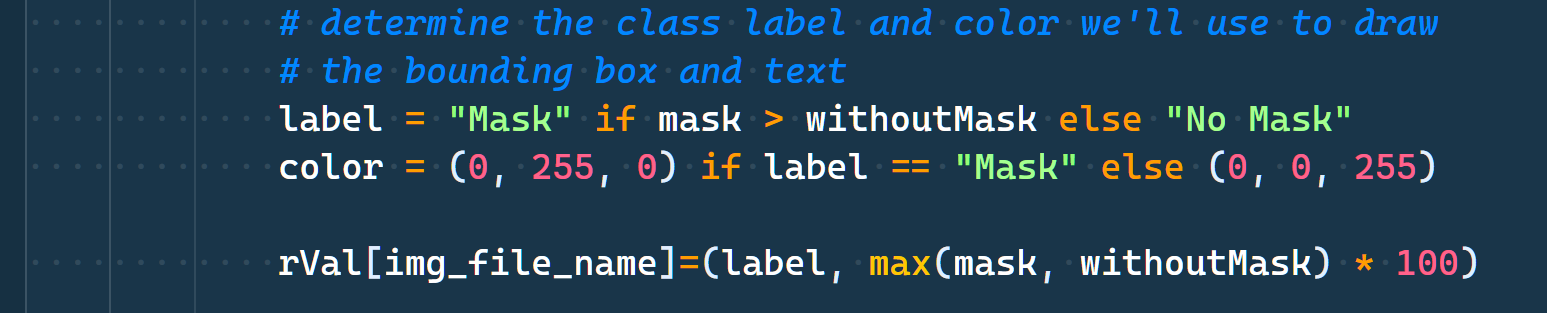 # determine the class label and color we'll use to draw
# the bounding box and text
label = "Mask" if mask > withoutMask else "No Mask"
color = (0, 255, 0) if label == "Mask" else (0, 0, 255)
rVal[img_file_name]=(label, max(mask, withoutMask) * 100)